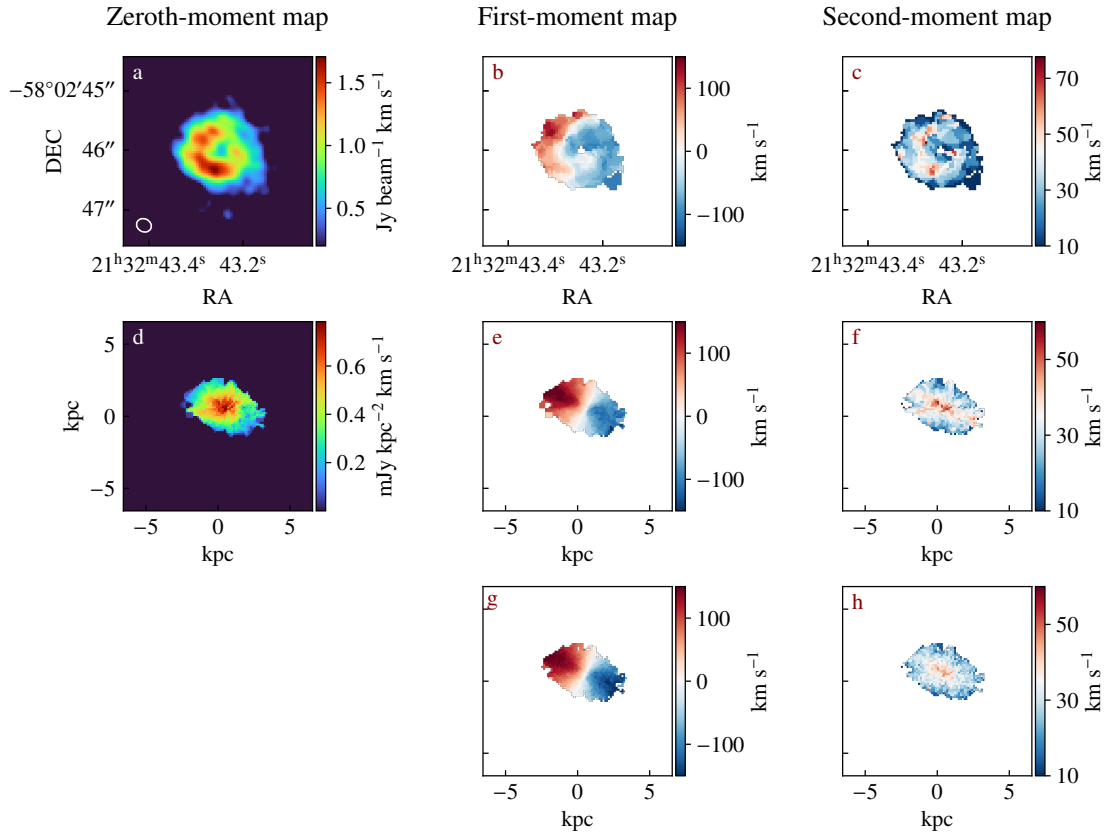 Zeroth-moment map
First-moment map
Second-moment map
a
−58°02′45″
46″
47″
DEC
21ʰ32ᵐ43.4ˢ 43.2ˢ
RA
1.5
1.0
0.5
Jy beam⁻¹ km s⁻¹
b
21ʰ32ᵐ43.4ˢ 43.2ˢ
RA
100
0
−100
km s⁻¹
c
21ʰ32ᵐ43.4ˢ 43.2ˢ
RA
70
50
30
10
km s⁻¹
d
5
0
−5
kpc
−5 0 5
kpc
0.6
0.4
0.2
mJy kpc⁻² km s⁻¹
e
−5 0 5
kpc
100
0
−100
km s⁻¹
f
−5 0 5
kpc
50
30
10
km s⁻¹
g
−5 0 5
kpc
100
0
−100
km s⁻¹
h
−5 0 5
kpc
50
30
10
km s⁻¹